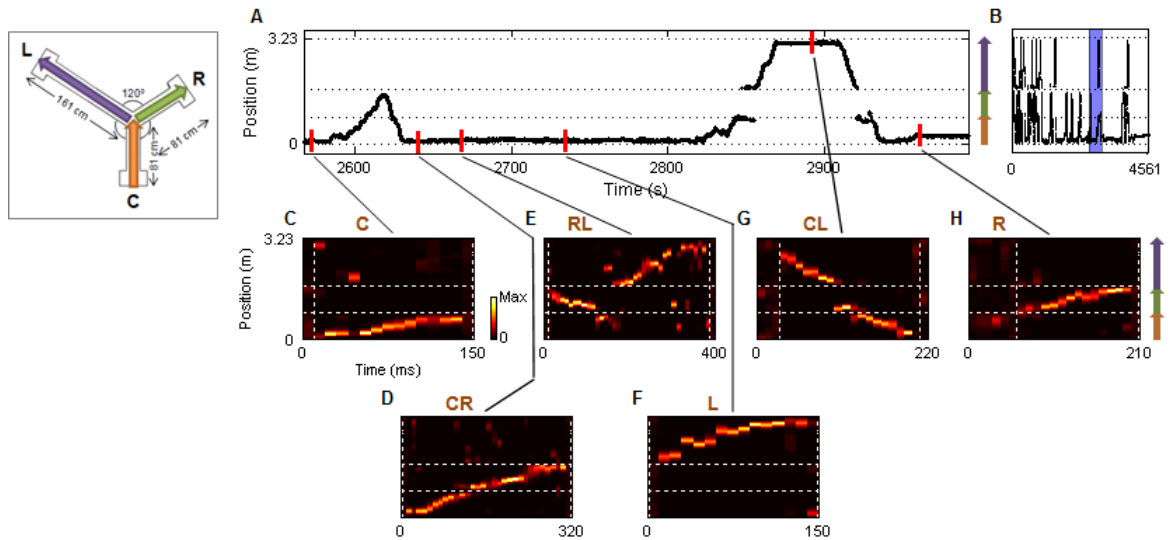 A
B
L
R
C
120°
161 cm
81 cm
81 cm
3.23
0
Position (m)
2600
2700
2800
2900
Time (s)
0
4561
C
C
E
RL
G
CL
H
R
3.23
0
Position (m)
Max
0
0
150
Time (ms)
0
400
0
220
0
210
D
CR
F
L
0
320
0
150